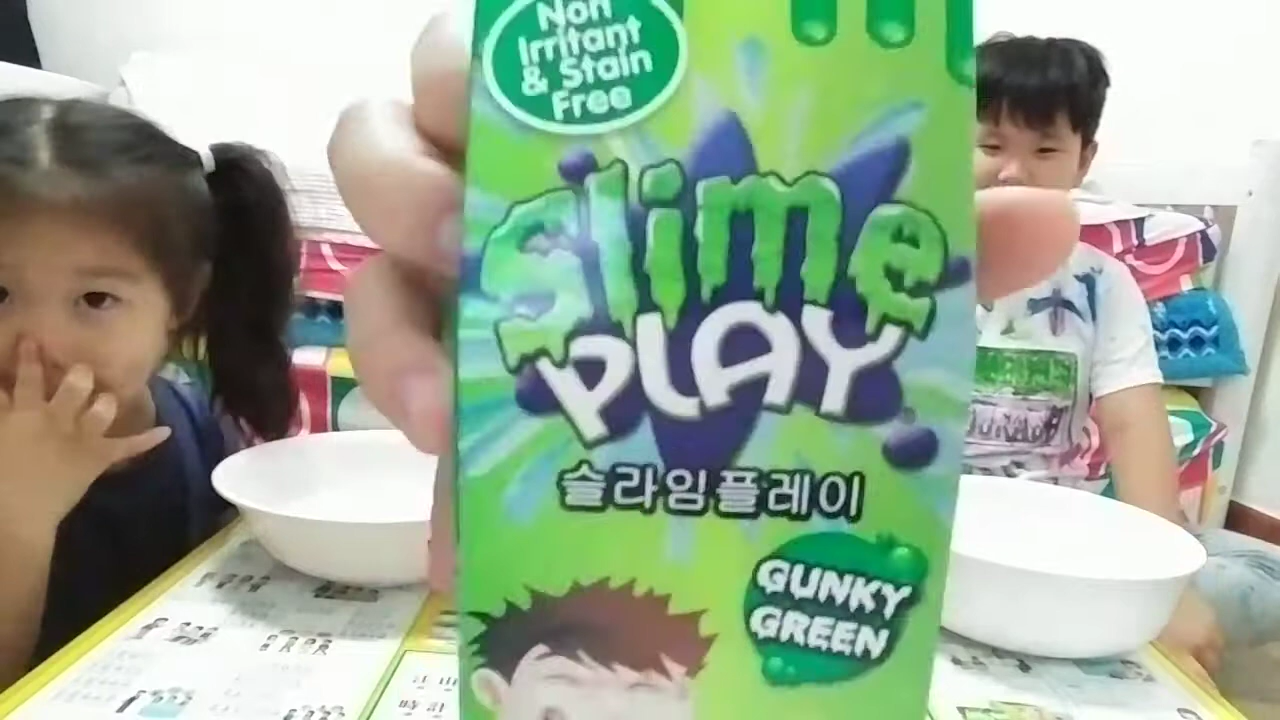 Non
Irritant
& Stain
Free
Slime
PLAY
슬라임플레이
GUNKY
GREEN